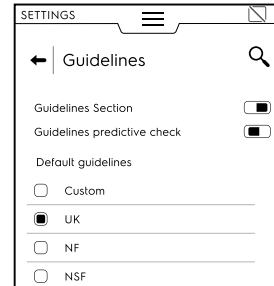 SETTINGS
Guidelines
Guidelines Section
Guidelines predictive check
Default guidelines
Custom
UK
NF
NSF